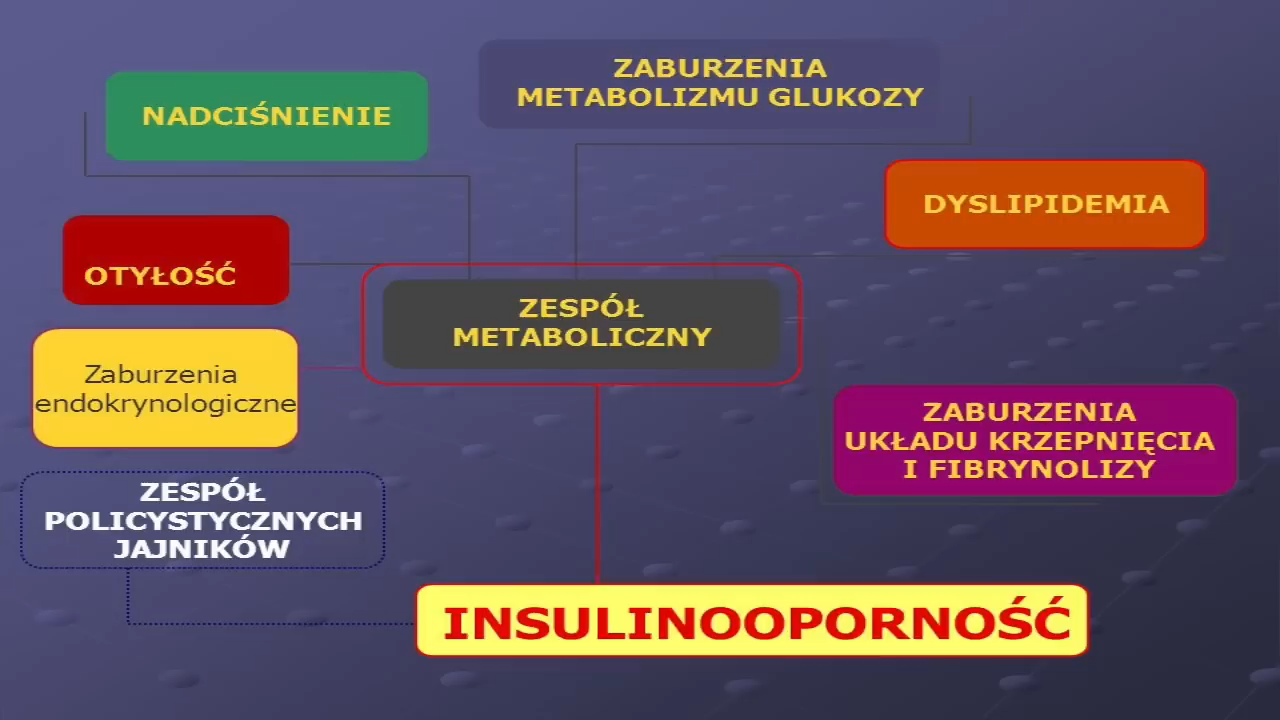 NADCIŚNIENIE
ZABURZENIA
METABOLIZMU GLUKOZY
DYSLIPIDEMIA
OTYŁOŚĆ
ZESPÓŁ
METABOLICZNY
Zaburzenia
endokrynologiczne
ZABURZENIA
UKŁADU KRZEPNIĘCIA
I FIBRYNOLIZY
ZESPÓŁ
POLICYSTYCZNYCH
JAJNIKÓW
INSULINOOPORNOŚĆ